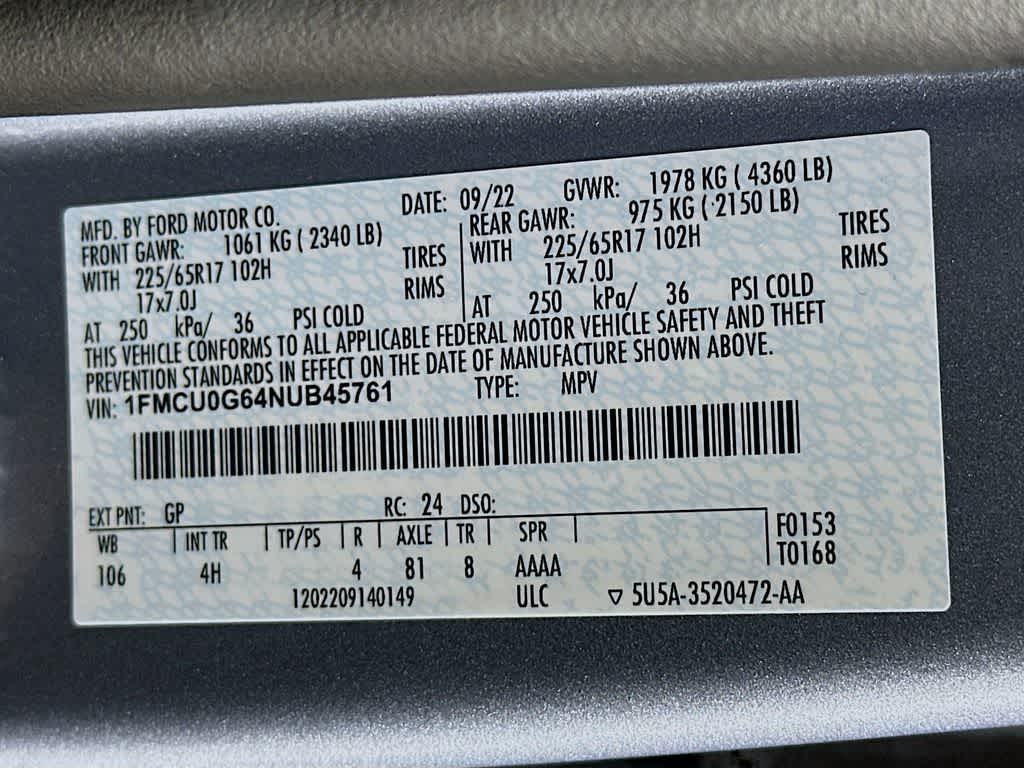 MFD. BY FORD MOTOR CO. DATE: 09/22 GVWR: 1978 KG ( 4360 LB)
FRONT GAWR: 1061 KG ( 2340 LB) REAR GAWR: 975 KG ( 2150 LB)
WITH 225/65R17 102H TIRES WITH 225/65R17 102H TIRES
17x7.0J RIMS 17x7.0J RIMS
AT 250 kPa/ 36 PSI COLD AT 250 kPa/ 36 PSI COLD
THIS VEHICLE CONFORMS TO ALL APPLICABLE FEDERAL MOTOR VEHICLE SAFETY AND THEFT
PREVENTION STANDARDS IN EFFECT ON THE DATE OF MANUFACTURE SHOWN ABOVE.
VIN: 1FMCU0G64NUB45761 TYPE: MPV
EXT PNT: GP RC: 24 DSO:
WB INT TR TP/PS R AXLE TR SPR F0153
106 4H 4 81 8 AAAA T0168
1202209140149 ULC ▽ 5U5A-3520472-AA